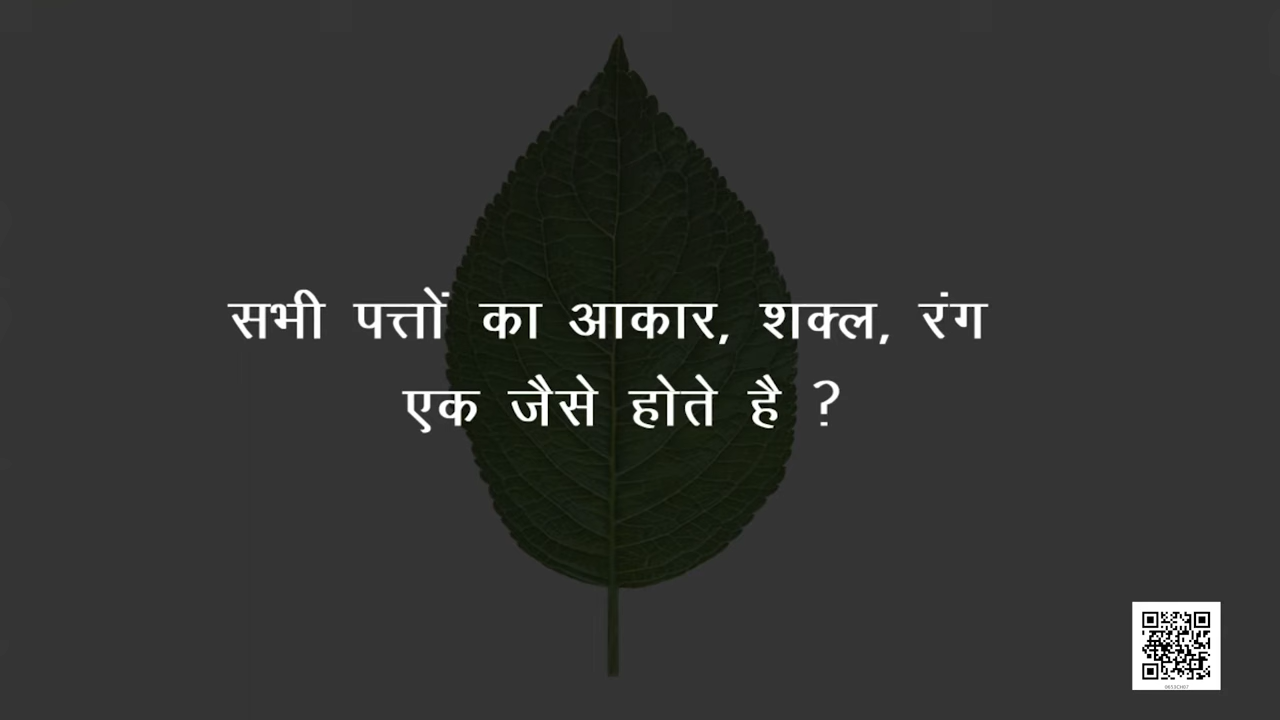 सभी पत्तों का आकार, शक्ल, रंग
एक जैसे होते है ?